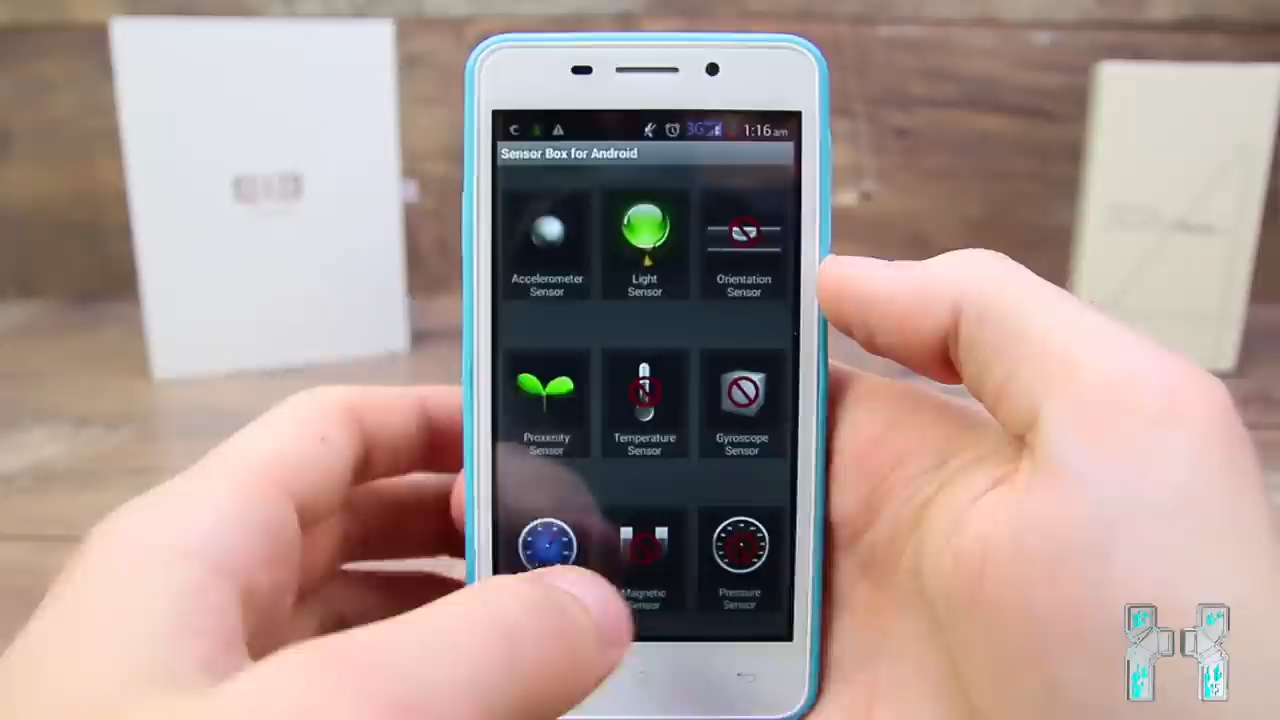 3G
1:16 am
Sensor Box for Android
Accelerometer
Sensor
Light
Sensor
Orientation
Sensor
Proximity
Sensor
Temperature
Sensor
Gyroscope
Sensor
Magnetic
Sensor
Pressure
Sensor